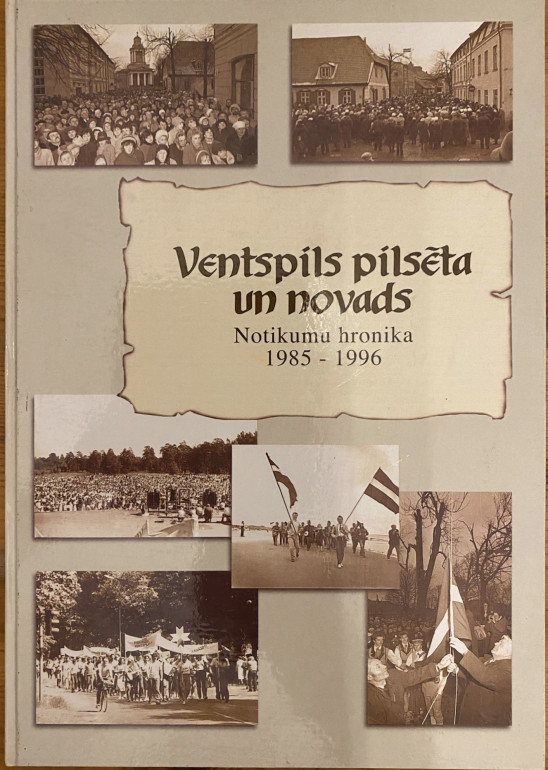 Ventspils pilsēta
un novads
Notikumu hronika
1985 - 1996